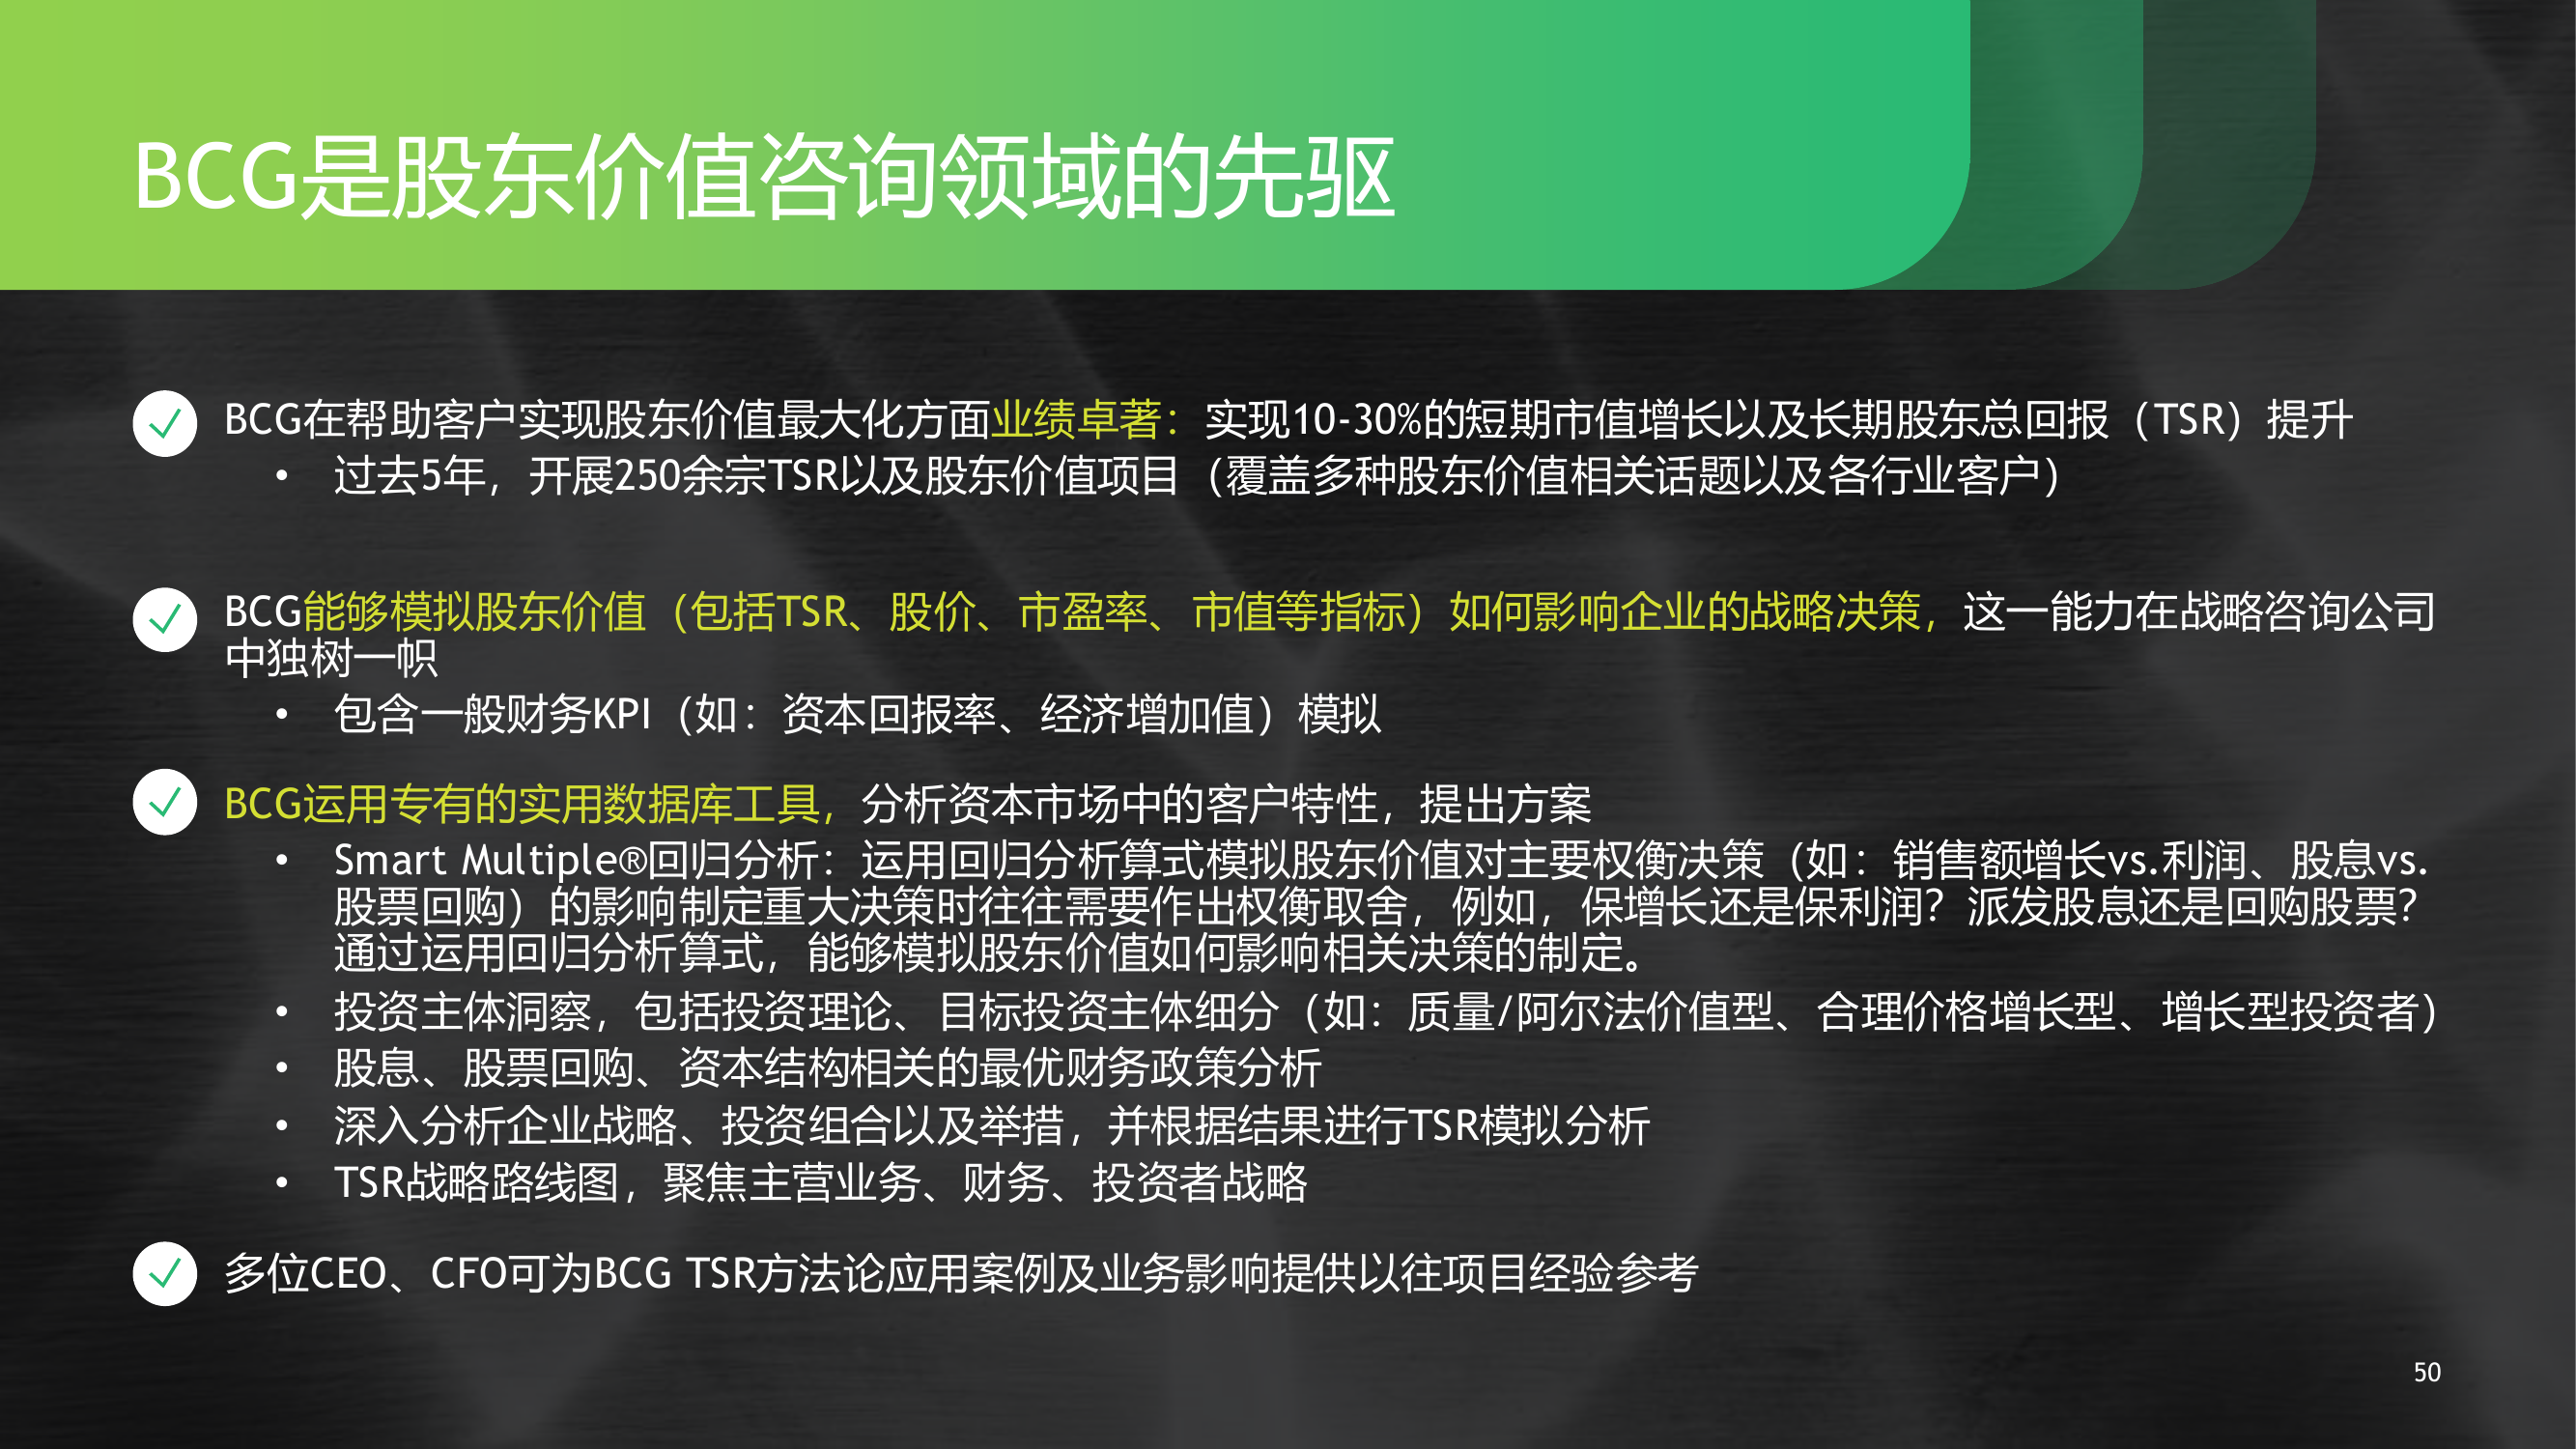 BCG是股东价值咨询领域的先驱
BCG在帮助客户实现股东价值最大化方面业绩卓著：实现10-30%的短期市值增长以及长期股东总回报（TSR）提升
• 过去5年，开展250余宗TSR以及股东价值项目（覆盖多种股东价值相关话题以及各行业客户）
BCG能够模拟股东价值（包括TSR、股价、市盈率、市值等指标）如何影响企业的战略决策，这一能力在战略咨询公司
中独树一帜
• 包含一般财务KPI（如：资本回报率、经济增加值）模拟
BCG运用专有的实用数据库工具，分析资本市场中的客户特性，提出方案
• Smart Multiple®回归分析：运用回归分析算式模拟股东价值对主要权衡决策（如：销售额增长vs.利润、股息vs.
股票回购）的影响制定重大决策时往往需要作出权衡取舍，例如，保增长还是保利润？派发股息还是回购股票？
通过运用回归分析算式，能够模拟股东价值如何影响相关决策的制定。
• 投资主体洞察，包括投资理论、目标投资主体细分（如：质量/阿尔法价值型、合理价格增长型、增长型投资者）
• 股息、股票回购、资本结构相关的最优财务政策分析
• 深入分析企业战略、投资组合以及举措，并根据结果进行TSR模拟分析
• TSR战略路线图，聚焦主营业务、财务、投资者战略
多位CEO、CFO可为BCG TSR方法论应用案例及业务影响提供以往项目经验参考
50